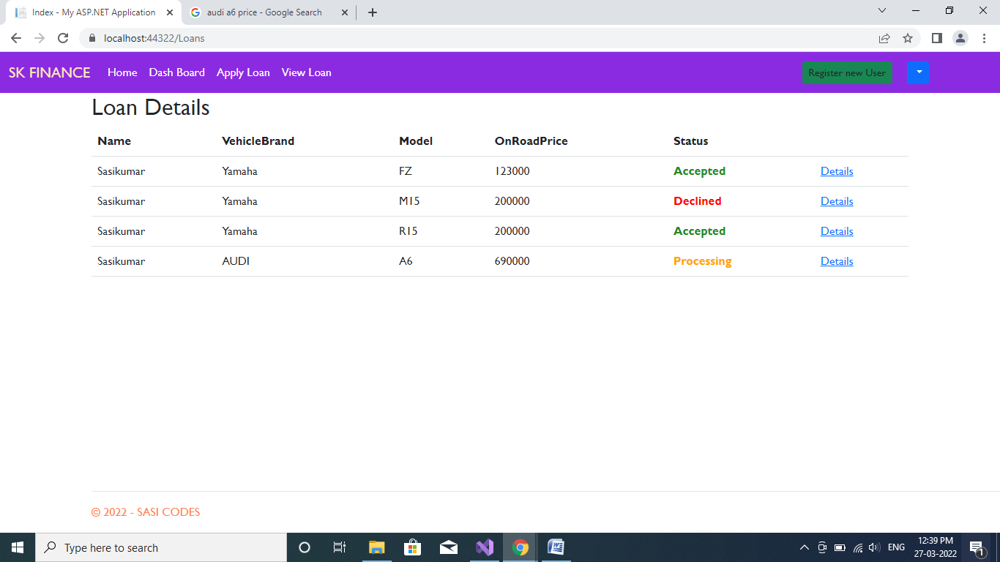 Index - My ASP.NET Application
audi a6 price - Google Search
localhost:44322/Loans
SK FINANCE Home Dash Board Apply Loan View Loan Register new User
Loan Details
Name VehicleBrand Model OnRoadPrice Status
Sasikumar Yamaha FZ 123000 Accepted Details
Sasikumar Yamaha M15 200000 Declined Details
Sasikumar Yamaha R15 200000 Accepted Details
Sasikumar AUDI A6 690000 Processing Details
© 2022 - SASI CODES
Type here to search
ENG
12:39 PM
27-03-2022
1